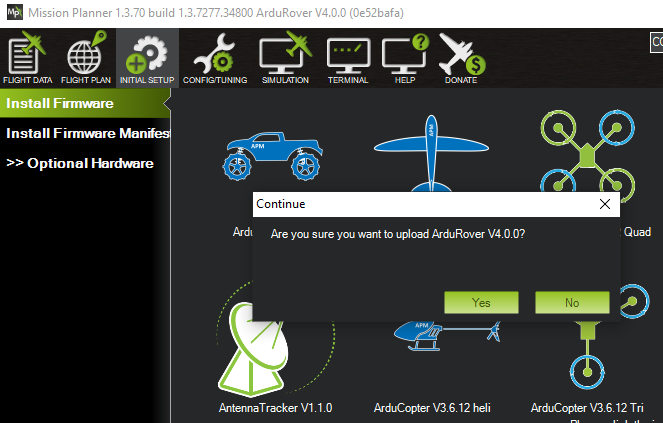 Mission Planner 1.3.70 build 1.3.7277.34800 ArduRover V4.0.0 (0e52bafa)
FLIGHT DATA FLIGHT PLAN INITIAL SETUP CONFIG/TUNING SIMULATION TERMINAL HELP DONATE
CO
Install Firmware
Install Firmware Manifes
>> Optional Hardware
APM
APM
Ardu
Quad
Continue
Are you sure you want to upload ArduRover V4.0.0?
Yes No
APM
AntennaTracker V1.1.0 ArduCopter V3.6.12 heli ArduCopter V3.6.12 Tri